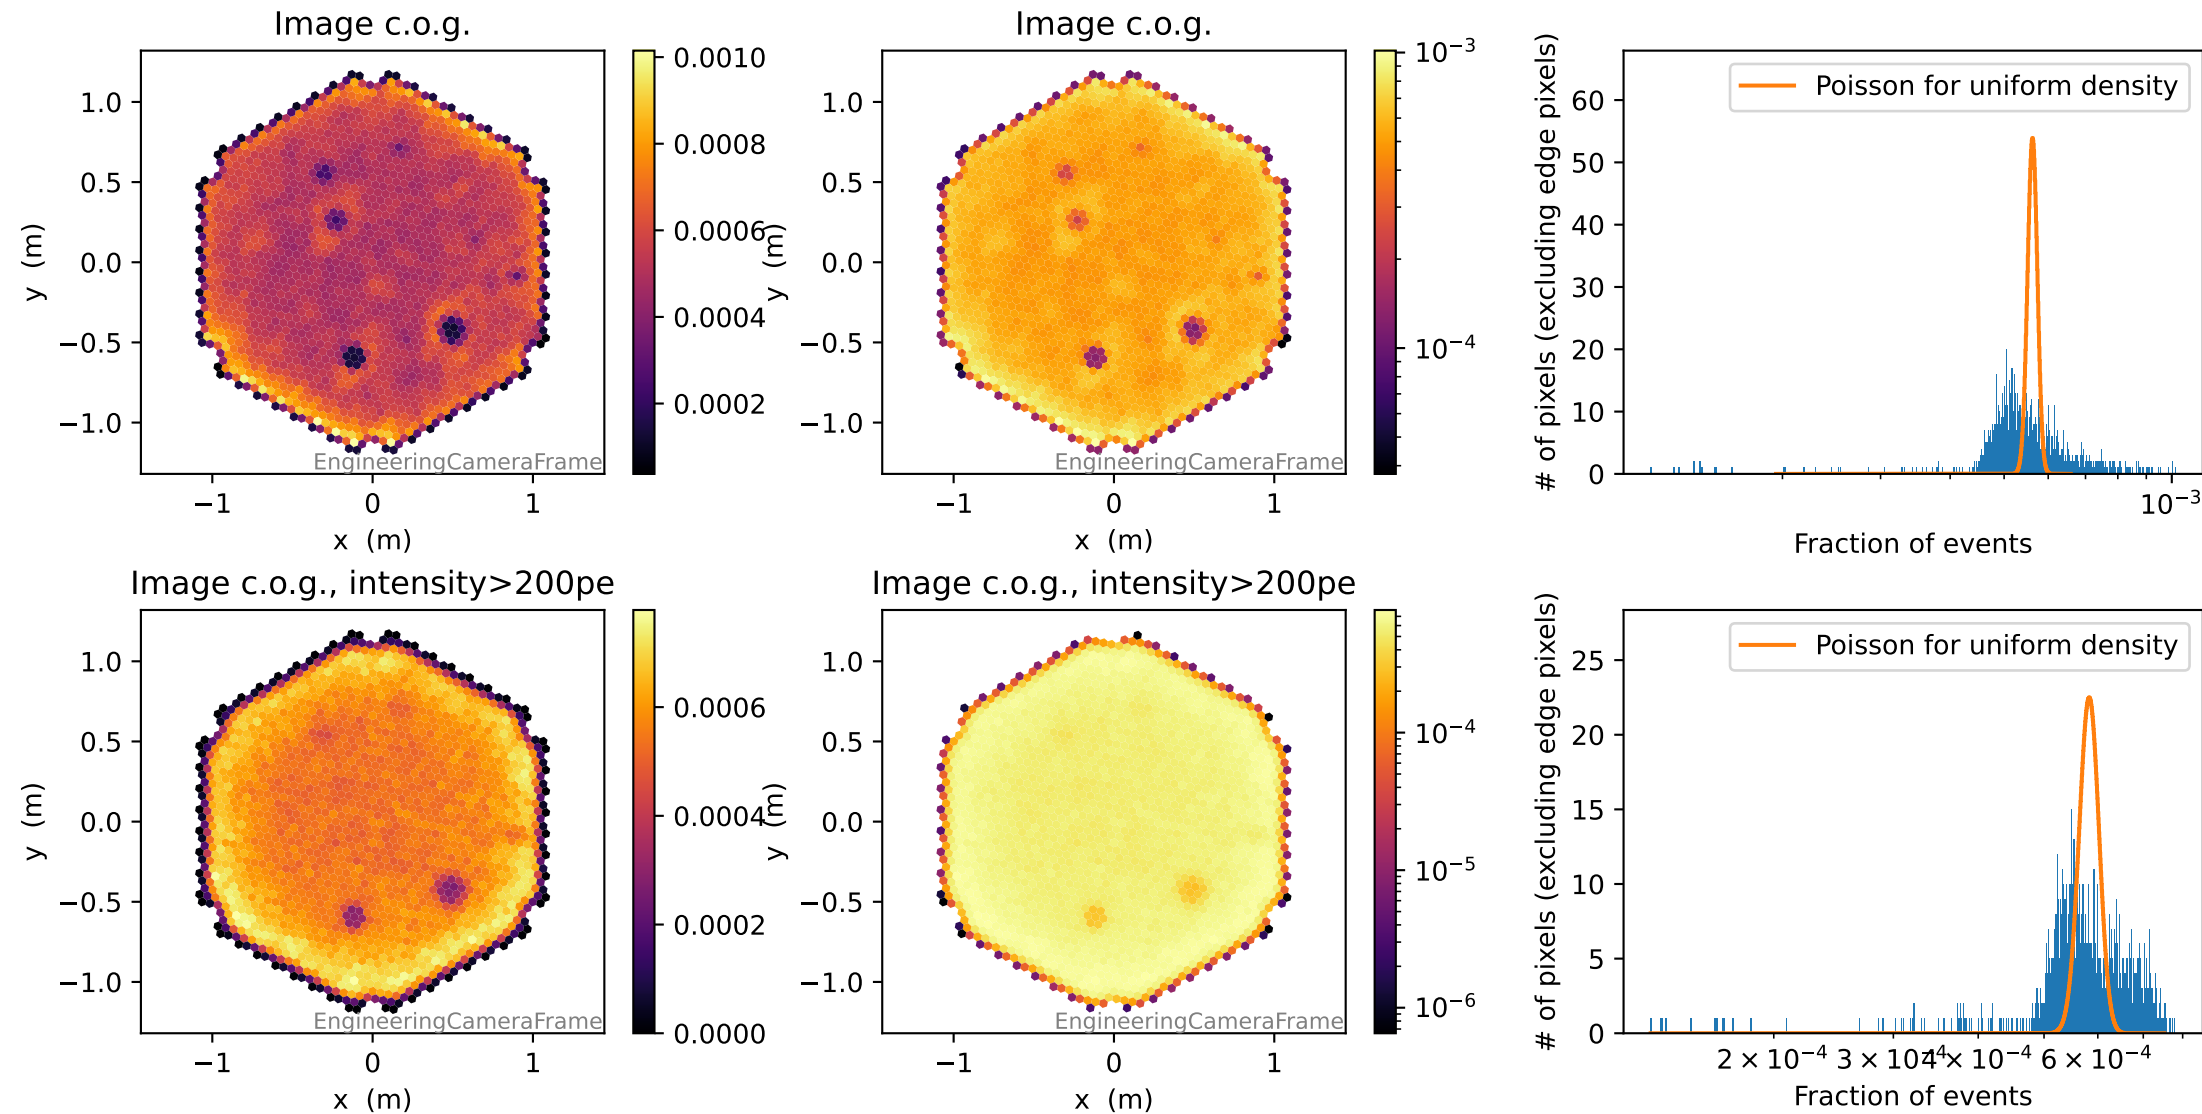 Image c.o.g.
1.0
0.5
0.0
−0.5
−1.0
y (m)
−1 0 1
x (m)
EngineeringCameraFrame
0.0010
0.0008
0.0006
0.0004
0.0002
Image c.o.g.
1.0
0.5
0.0
−0.5
−1.0
y (m)
−1 0 1
x (m)
EngineeringCameraFrame
10⁻³
10⁻⁴
Poisson for uniform density
60
50
40
30
20
10
0
# of pixels (excluding edge pixels)
10⁻³
Fraction of events
Image c.o.g., intensity>200pe
1.0
0.5
0.0
−0.5
−1.0
y (m)
−1 0 1
x (m)
EngineeringCameraFrame
0.0006
0.0004
0.0002
0.0000
Image c.o.g., intensity>200pe
1.0
0.5
0.0
−0.5
−1.0
y (m)
−1 0 1
x (m)
EngineeringCameraFrame
10⁻⁴
10⁻⁵
10⁻⁶
Poisson for uniform density
25
20
15
10
5
0
# of pixels (excluding edge pixels)
2 × 10⁻⁴ 3 × 10⁻⁴ 4 × 10⁻⁴ 6 × 10⁻⁴
Fraction of events